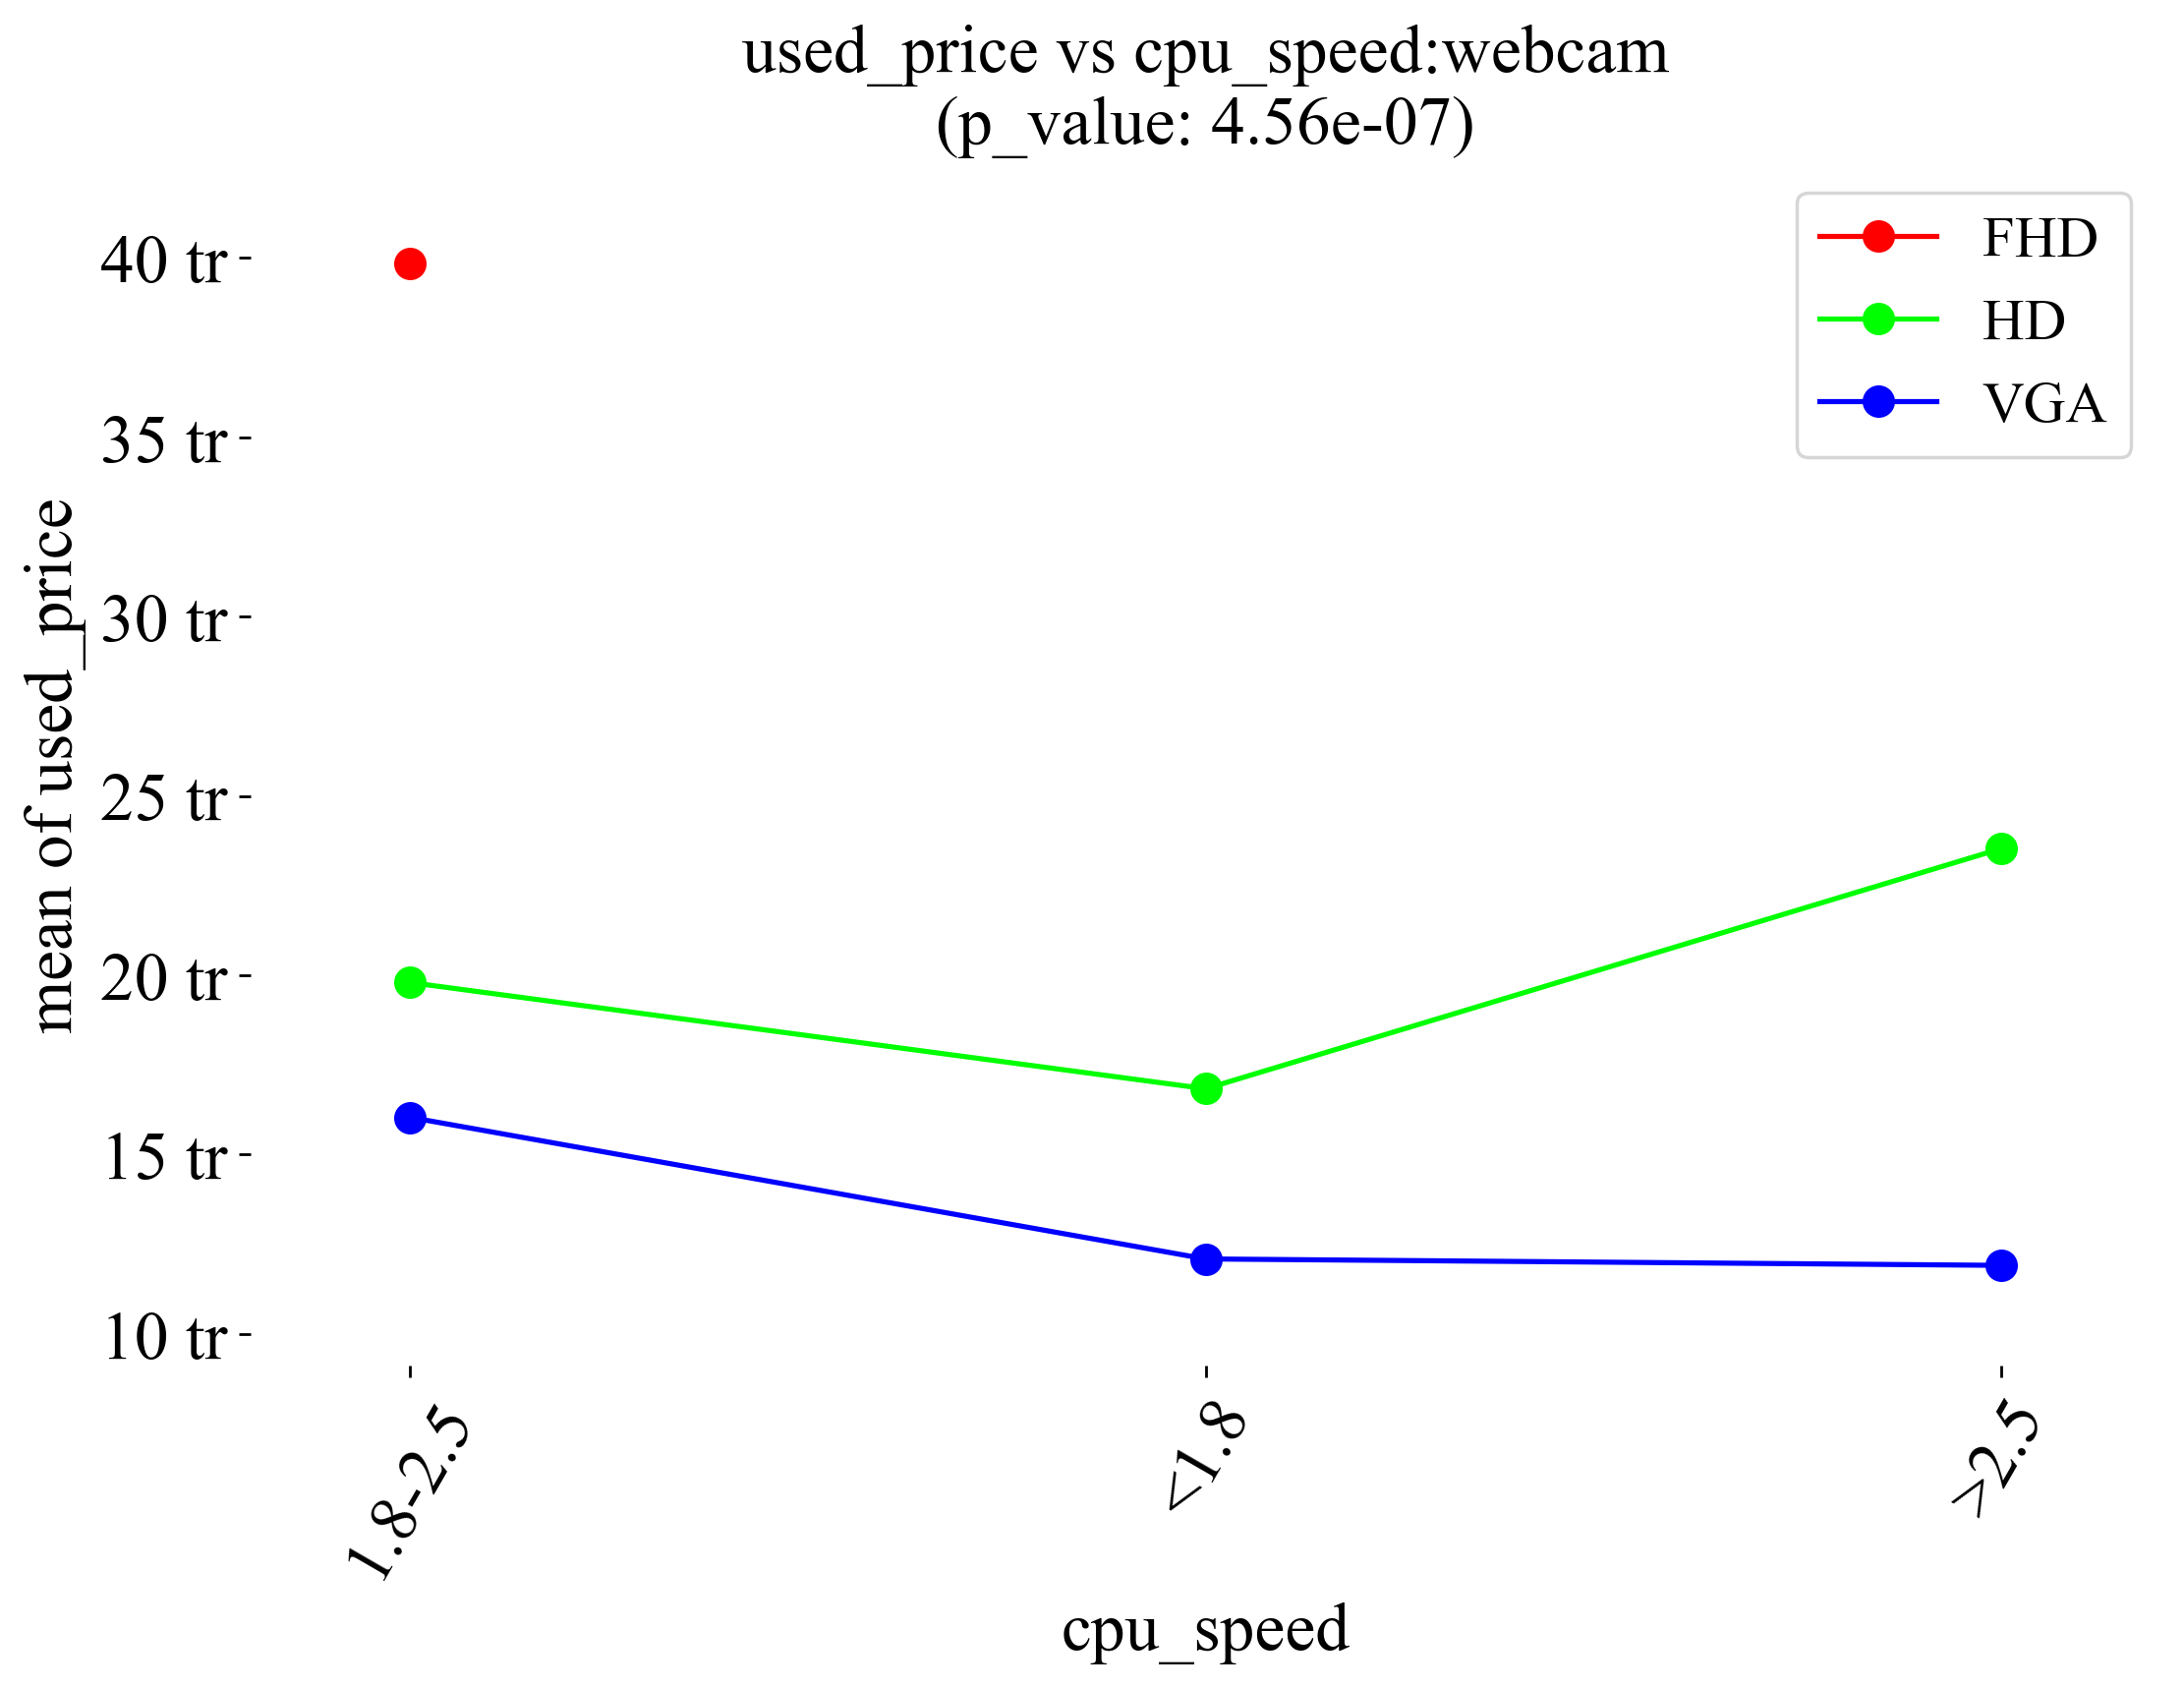 used_price vs cpu_speed:webcam
(p_value: 4.56e-07)
FHD
HD
VGA
mean of used_price
40 tr
35 tr
30 tr
25 tr
20 tr
15 tr
10 tr
1.8-2.5
<1.8
>2.5
cpu_speed